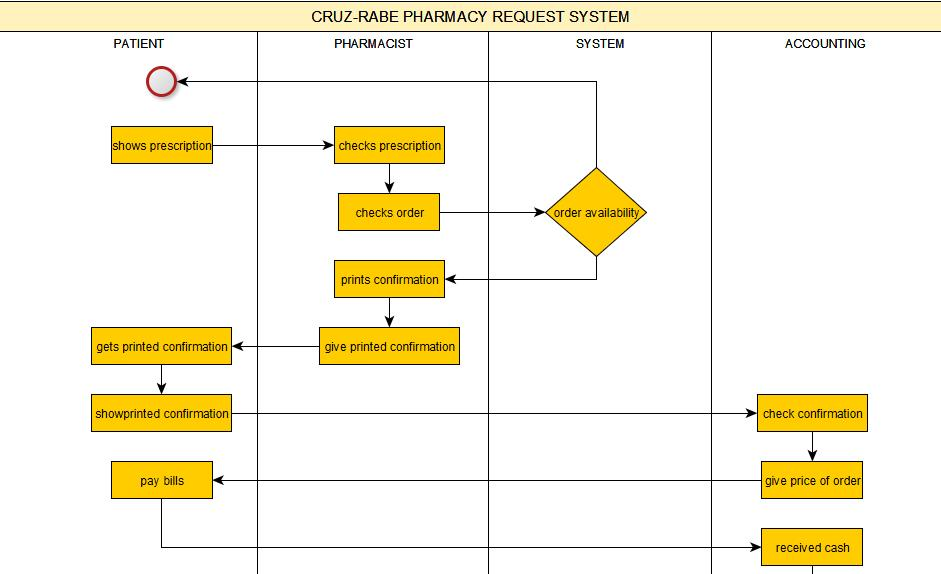 CRUZ-RABE PHARMACY REQUEST SYSTEM
PATIENT
PHARMACIST
SYSTEM
ACCOUNTING
shows prescription
checks prescription
checks order
order availability
prints confirmation
gets printed confirmation
give printed confirmation
showprinted confirmation
check confirmation
pay bills
give price of order
received cash